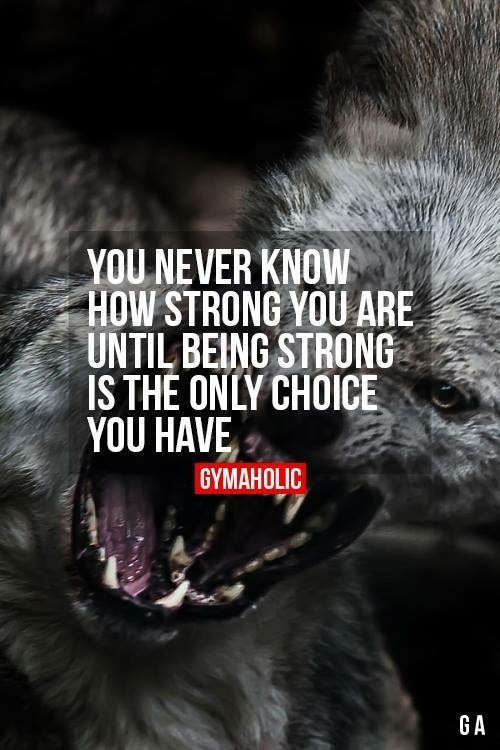 YOU NEVER KNOW
HOW STRONG YOU ARE
UNTIL BEING STRONG
IS THE ONLY CHOICE
YOU HAVE
GYMAHOLIC
GA